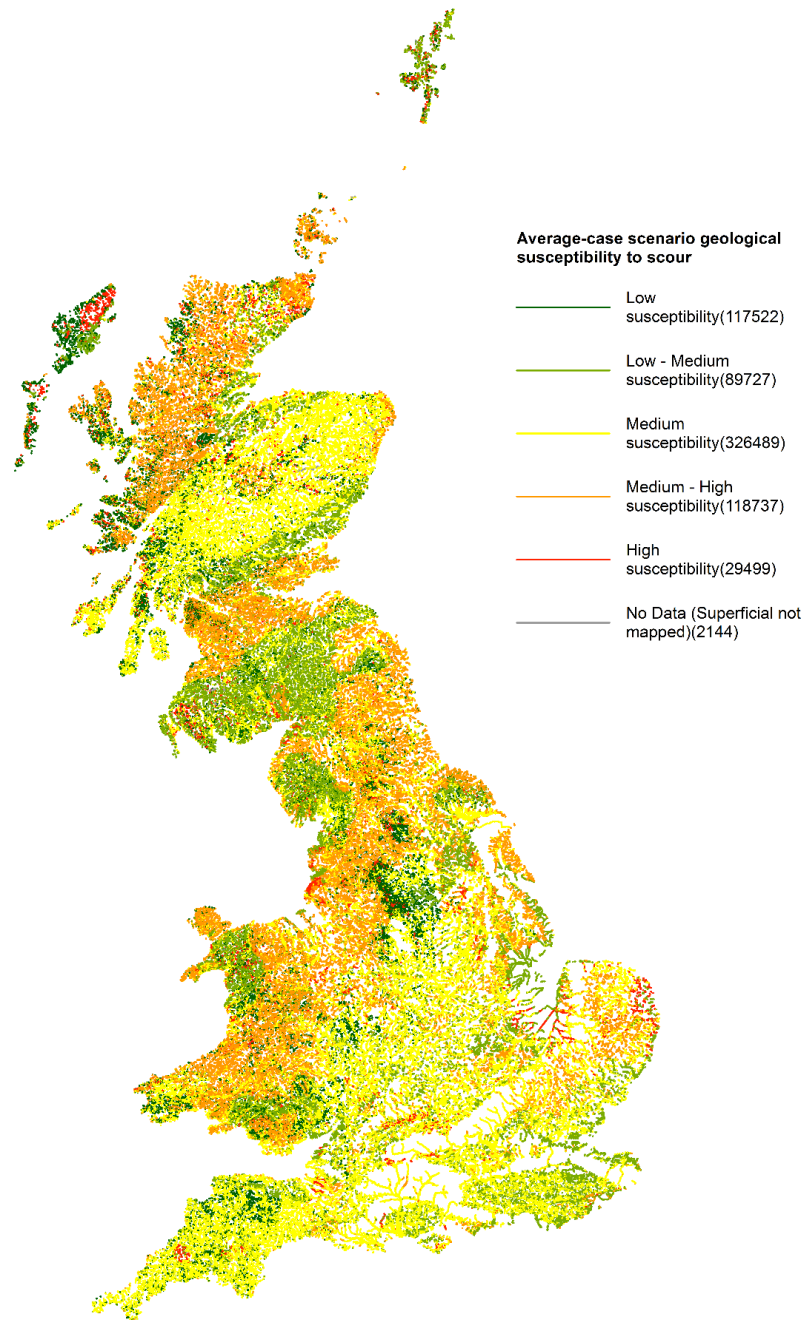 Average-case scenario geological
susceptibility to scour
Low
susceptibility(117522)
Low - Medium
susceptibility(89727)
Medium
susceptibility(326489)
Medium - High
susceptibility(118737)
High
susceptibility(29499)
No Data (Superficial not
mapped)(2144)